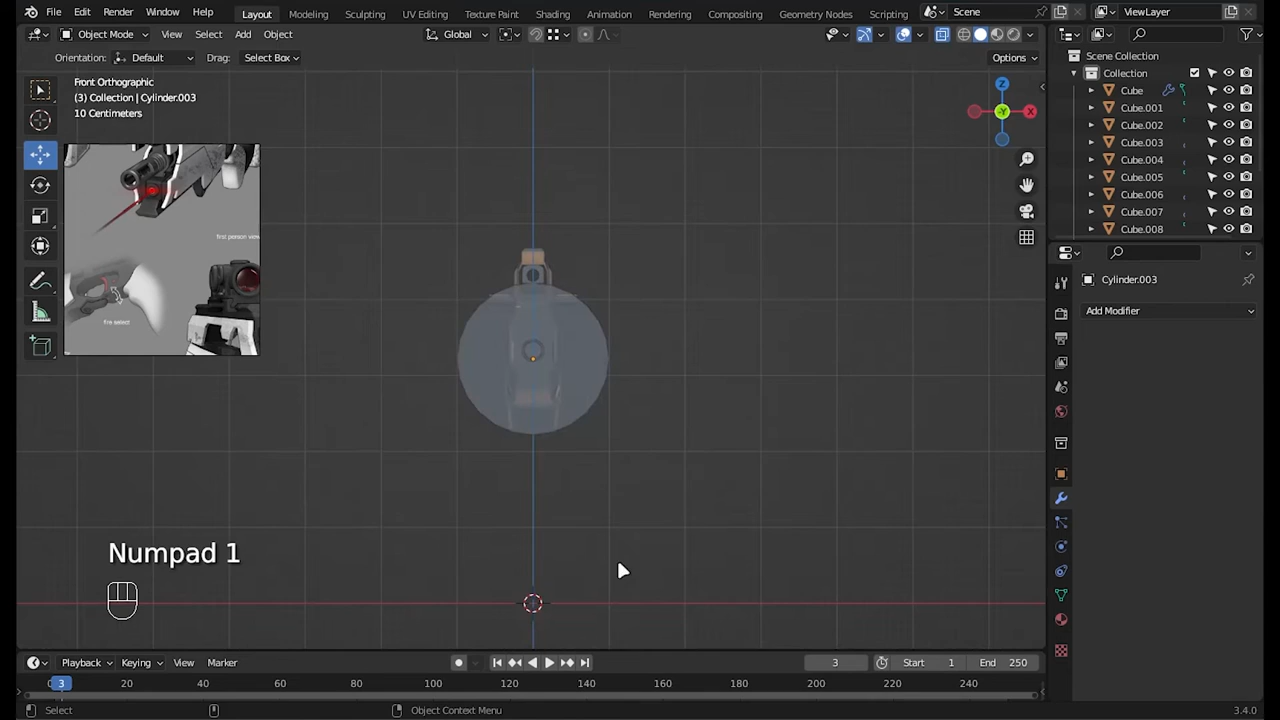 File Edit Render Window Help Layout Modeling Sculpting UV Editing Texture Paint Shading Animation Rendering Compositing Geometry Nodes Scripting Scene ViewLayer
Object Mode View Select Add Object Global
Orientation: Default Drag: Select Box Options
Scene Collection
Collection
Cube
Cube.001
Cube.002
Cube.003
Cube.004
Cube.005
Cube.006
Cube.007
Cube.008
Front Orthographic
(3) Collection | Cylinder.003
10 Centimeters
X
Y
Z
first person view
fire select
Cylinder.003
Add Modifier
Numpad 1
Playback Keying View Marker 3 Start 1 End 250
0 3 20 40 60 80 100 120 140 160 180 200 220 240
Select Object Context Menu 3.4.0